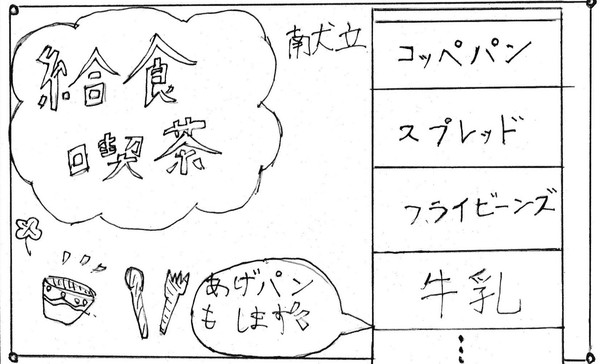 給食
喫茶
献立
コッペパン
スプレッド
フライビーンズ
牛乳
あげパン
もします